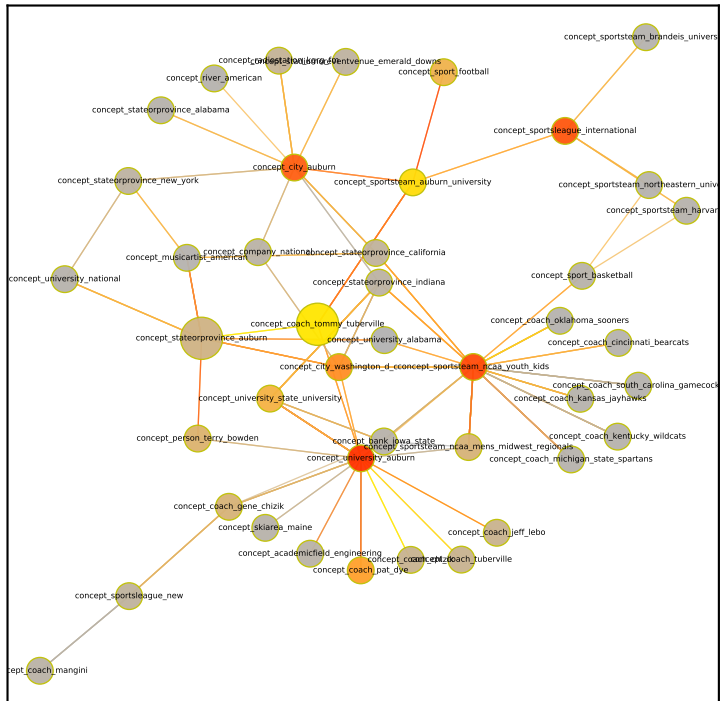 concept_sportsteam_brandeis_univers
concept_sport_football
concept_river_american
concept_stateorprovince_alabama
concept_sportsleague_international
concept_city_auburn
concept_stateorprovince_new_york
concept_sportsteam_auburn_university
concept_sportsteam_northeastern_unive
concept_sportsteam_harvar
concept_musicartist_american
concept_company_national
concept_stateorprovince_california
concept_university_national
concept_sport_basketball
concept_stateorprovince_indiana
concept_coach_oklahoma_sooners
concept_coach_tommy_tuberville
concept_stateorprovince_auburn
concept_university_alabama
concept_coach_cincinnati_bearcats
concept_city_washington_d_c
concept_sportsteam_ncaa_youth_kids
concept_coach_south_carolina_gamecock
concept_university_state_university
concept_coach_kansas_jayhawks
concept_person_terry_bowden
concept_bank_iowa_state
concept_coach_kentucky_wildcats
concept_sportsteam_ncaa_mens_midwest_regionals
concept_university_auburn
concept_coach_michigan_state_spartans
concept_coach_gene_chizik
concept_skiarea_maine
concept_coach_jeff_lebo
concept_academicfield_engineering
concept_coach_tuberville
concept_coach_pat_dye
concept_sportsleague_new
cept_coach_mangini